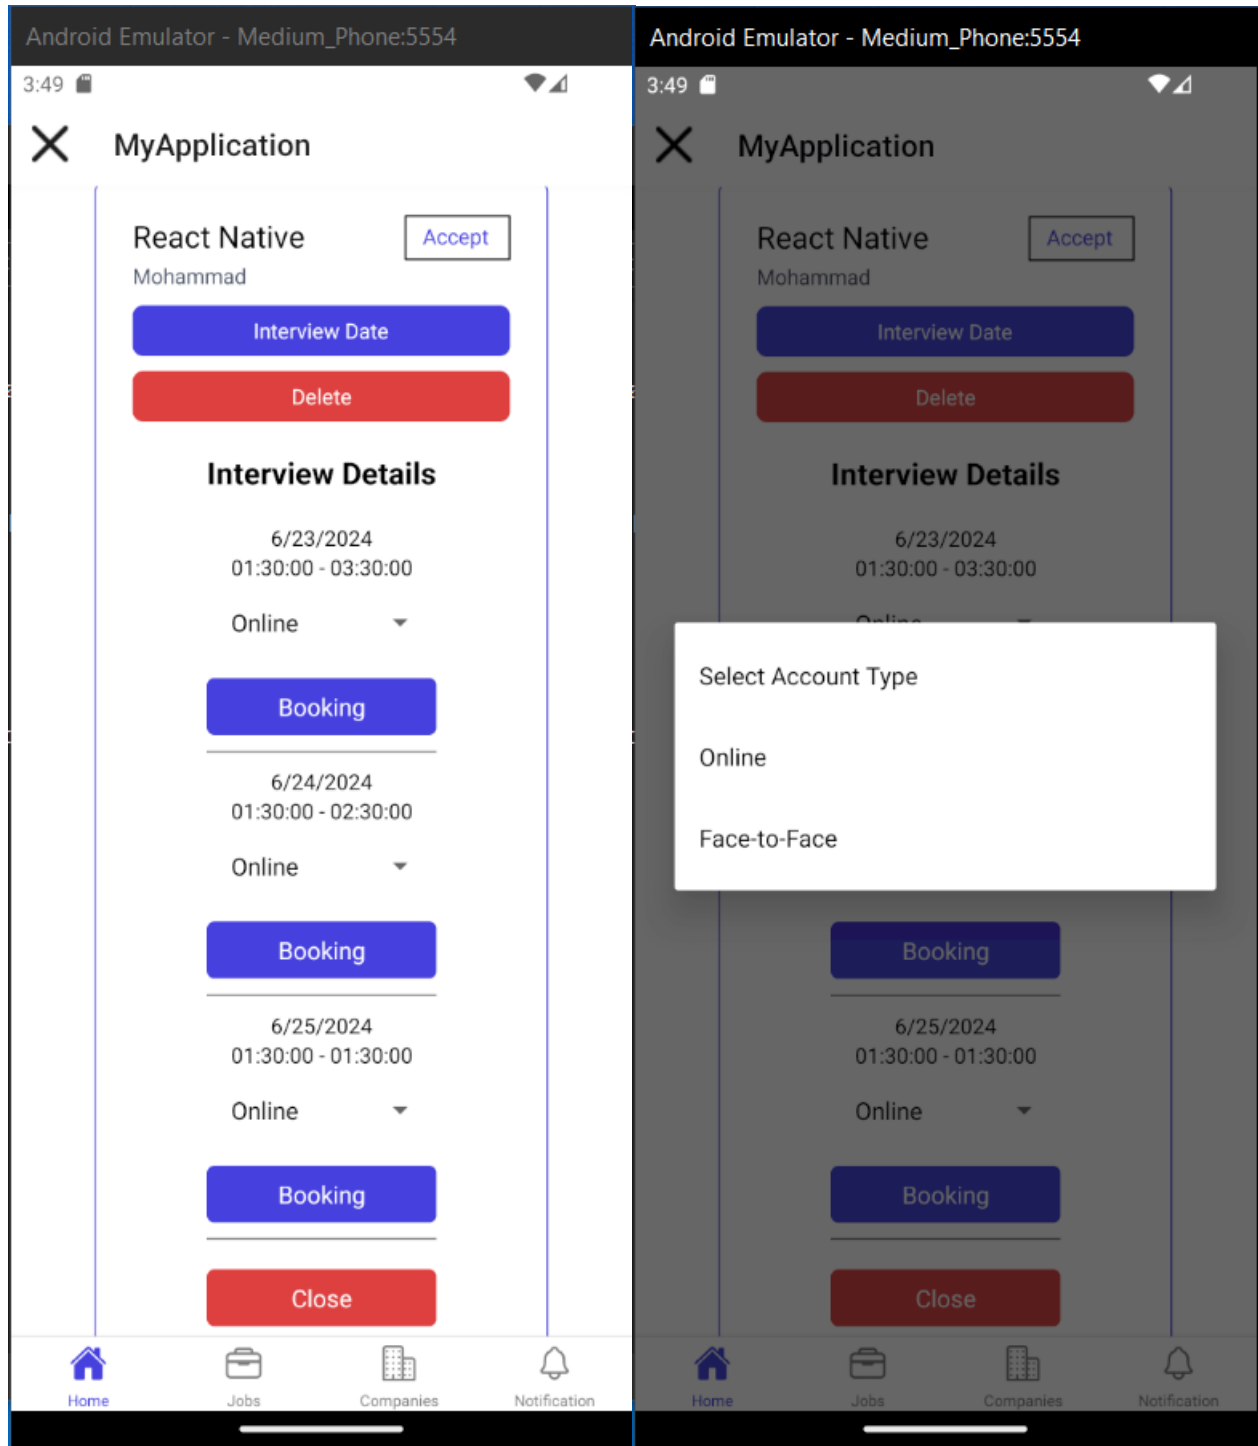 Android Emulator - Medium_Phone:5554
3:49
MyApplication
React Native
Accept
Mohammad
Interview Date
Delete
Interview Details
6/23/2024
01:30:00 - 03:30:00
Online
Booking
6/24/2024
01:30:00 - 02:30:00
Online
Booking
6/25/2024
01:30:00 - 01:30:00
Online
Booking
Close
Home
Jobs
Companies
Notification
Android Emulator - Medium_Phone:5554
3:49
MyApplication
React Native
Accept
Mohammad
Interview Date
Delete
Interview Details
6/23/2024
01:30:00 - 03:30:00
Online
Select Account Type
Online
Face-to-Face
Booking
6/25/2024
01:30:00 - 01:30:00
Online
Booking
Close
Home
Jobs
Companies
Notification